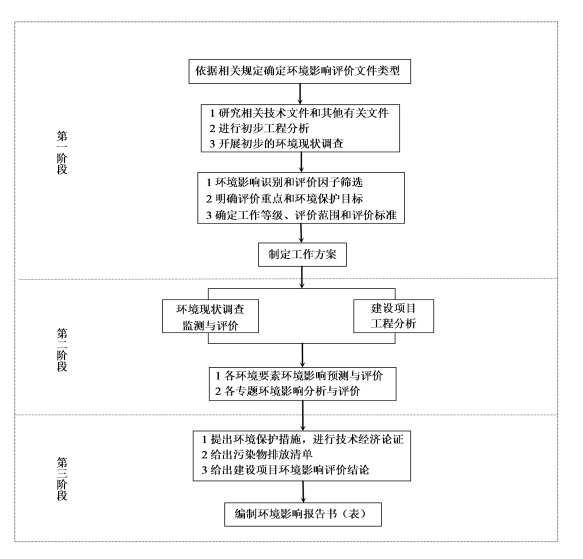 依据相关规定确定环境影响评价文件类型
1 研究相关技术文件和其他有关文件
2 进行初步工程分析
3 开展初步的环境现状调查
第一阶段
1 环境影响识别和评价因子筛选
2 明确评价重点和环境保护目标
3 确定工作等级、评价范围和评价标准
制定工作方案
环境现状调查
监测与评价
建设项目
工程分析
第二阶段
1 各环境要素环境影响预测与评价
2 各专题环境影响分析与评价
1 提出环境保护措施，进行技术经济论证
2 给出污染物排放清单
3 给出建设项目环境影响评价结论
第三阶段
编制环境影响报告书（表）